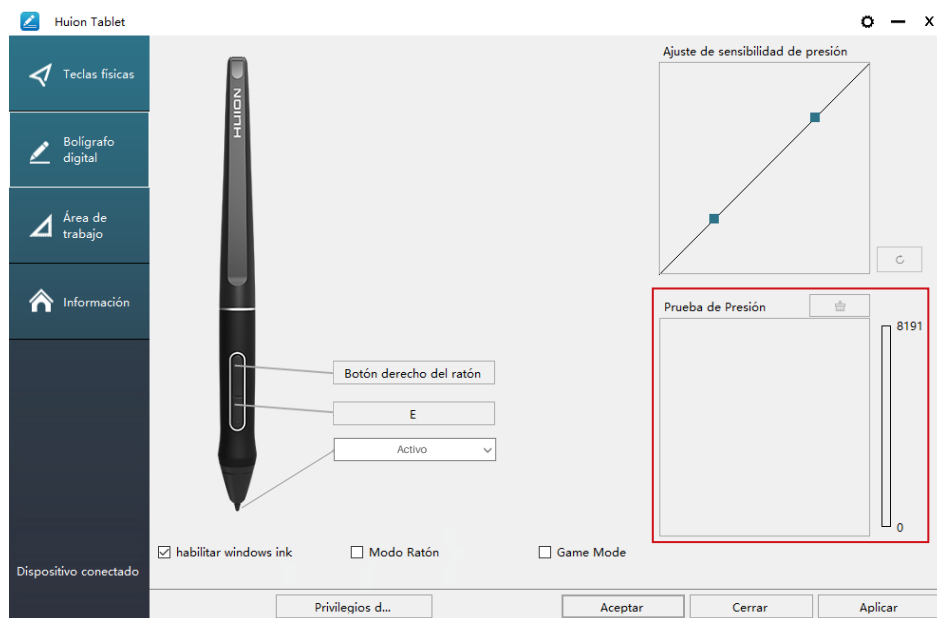 Huion Tablet
Teclas físicas
Bolígrafo
digital
Área de
trabajo
Información
Dispositivo conectado
HUION
Botón derecho del ratón
E
Activo
habilitar windows ink
Modo Ratón
Game Mode
Ajuste de sensibilidad de presión
Prueba de Presión
8191
0
Privilegios d...
Aceptar
Cerrar
Aplicar